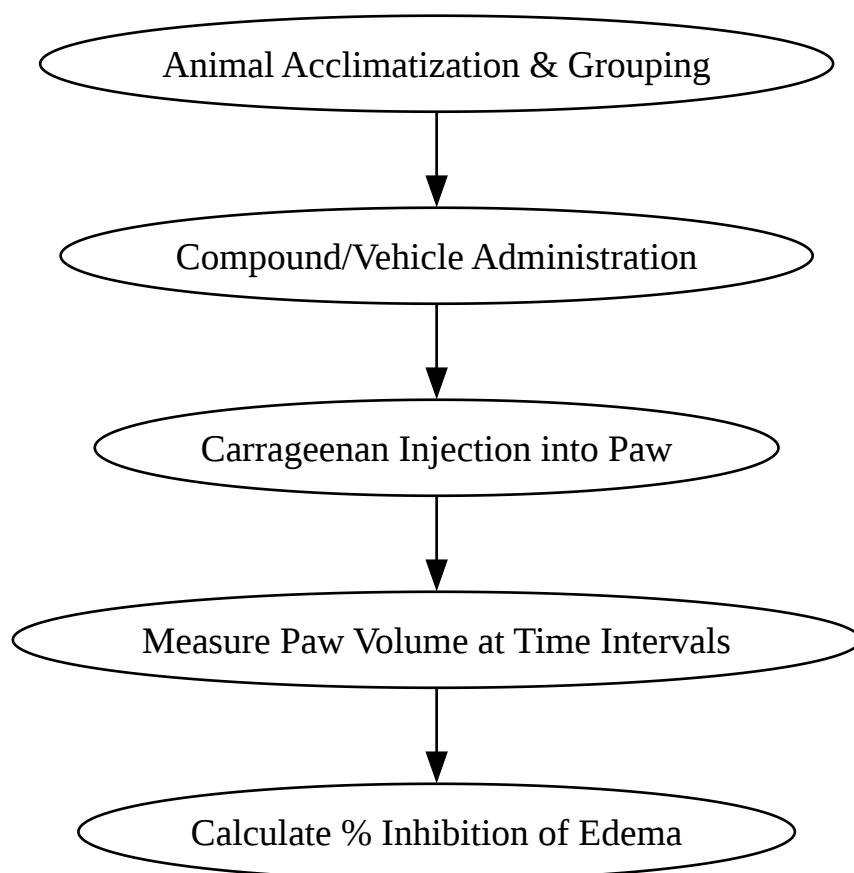 Animal Acclimatization & Grouping
Compound/Vehicle Administration
Carrageenan Injection into Paw
Measure Paw Volume at Time Intervals
Calculate % Inhibition of Edema